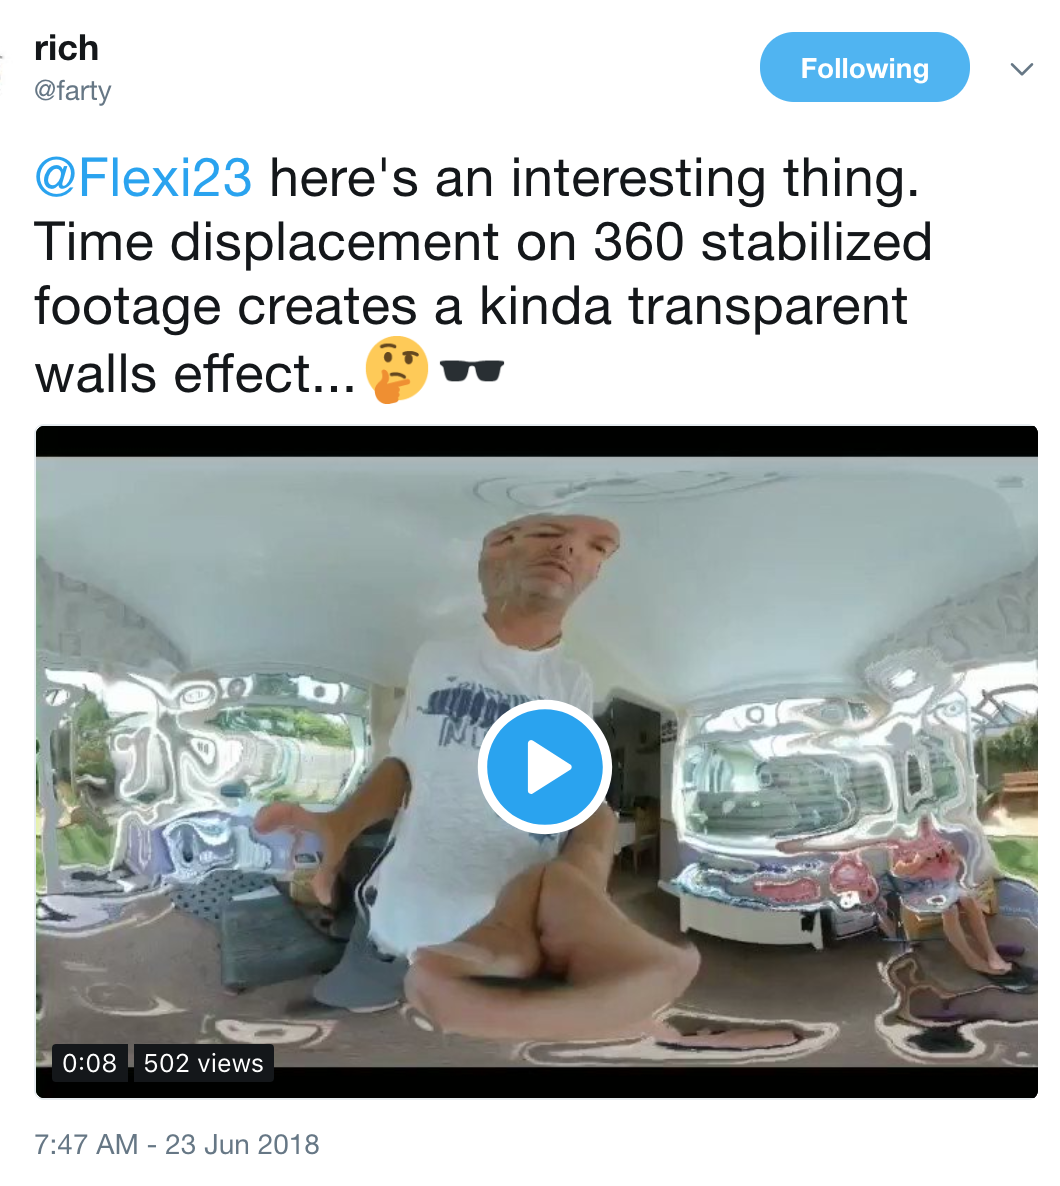 rich
@farty
Following
@Flexi23 here's an interesting thing.
Time displacement on 360 stabilized
footage creates a kinda transparent
walls effect...🤔🕶️
0:08
502 views
7:47 AM - 23 Jun 2018